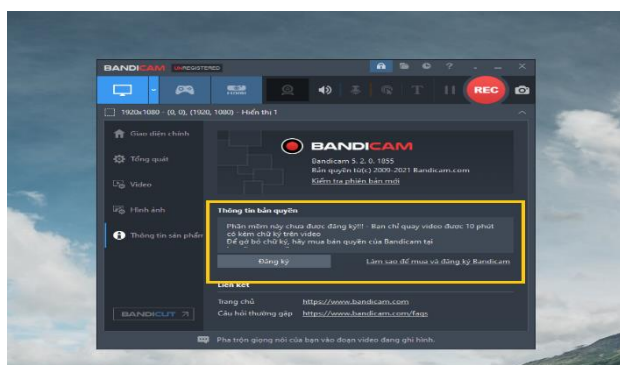 BANDICAM UNREGISTERED
REC
1920x1080 - (0, 0), (1920, 1080) - Hiển thị 1
Giao diện chính
Tổng quát
Video
Hình ảnh
Thông tin sản phẩm
BANDICUT
BANDICAM
Bandicam 5. 2. 0. 1855
Bản quyền từ(c) 2009-2021 Bandicam.com
Kiểm tra phiên bản mới
Thông tin bản quyền
Phần mềm này chưa được đăng ký!!! - Bạn chỉ quay video được 10 phút
có kèm chữ ký trên video
Để gỡ bỏ chữ ký, hãy mua bản quyền của Bandicam tại
Đăng ký
Làm sao để mua và đăng ký Bandicam
Liên kết
Trang chủ https://www.bandicam.com
Câu hỏi thường gặp https://www.bandicam.com/faqs
Pha trộn giọng nói của bạn vào đoạn video đang ghi hình.